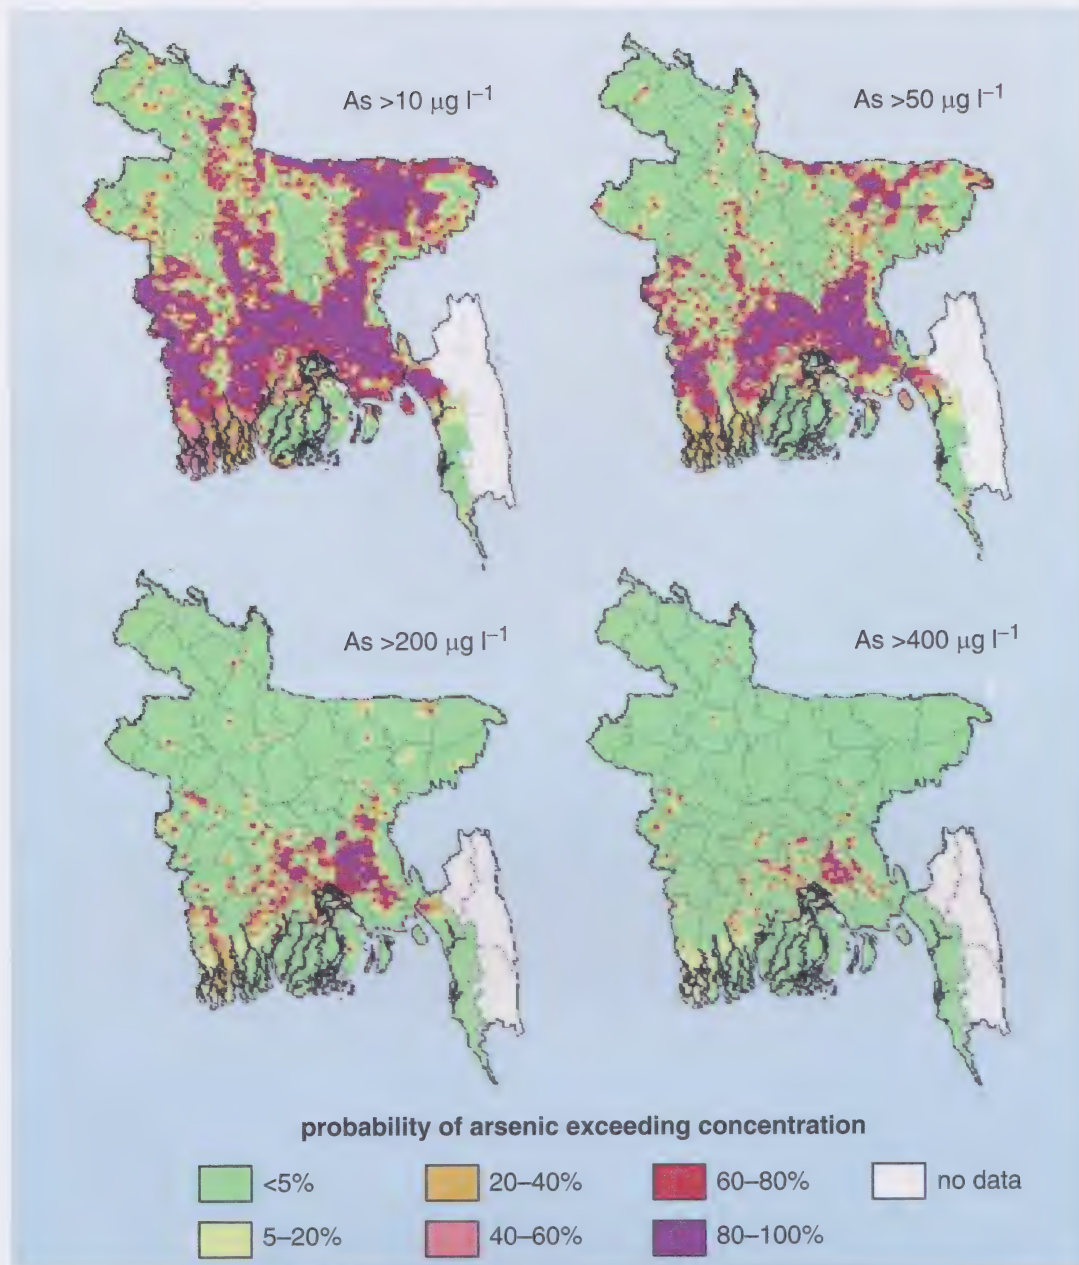 As >10 µg l⁻¹
As >50 µg l⁻¹
As >200 µg l⁻¹
As >400 µg l⁻¹
probability of arsenic exceeding concentration
<5%
20–40%
60–80%
no data
5–20%
40–60%
80–100%